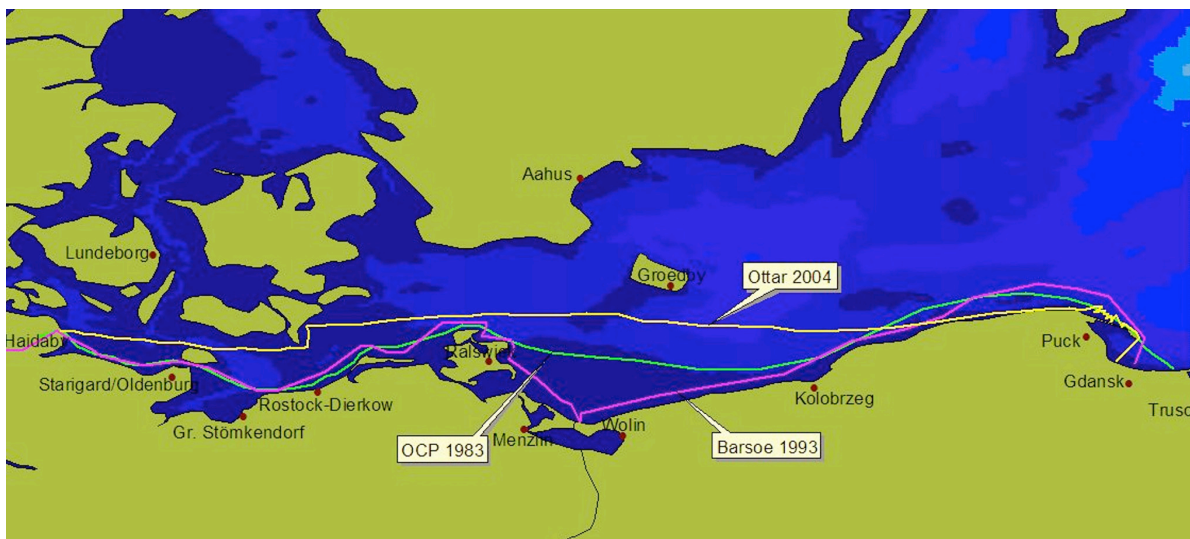 Aahus
Lundeborg
Groedby
Ottar 2004
Haidaby
Ralswiek
Puck
Starigard/Oldenburg
Gdansk
Kolobrzeg
Rostock-Dierkow
Trusc
Gr. Stömkendorf
Wolin
Menzlin
OCP 1983
Barsoe 1993